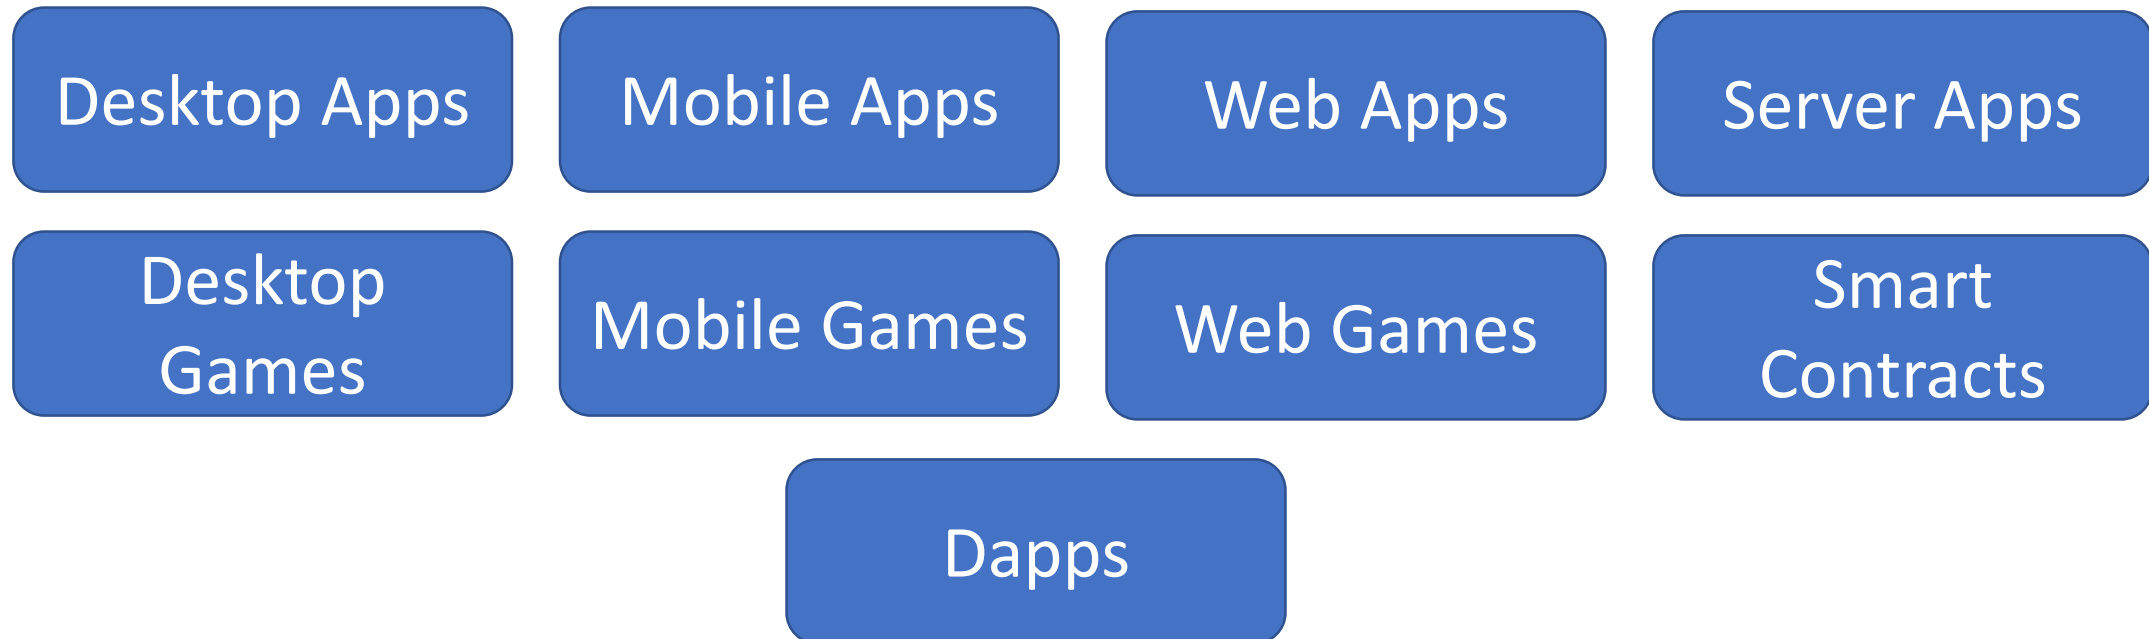 Desktop Apps
Mobile Apps
Web Apps
Server Apps
Desktop
Games
Mobile Games
Web Games
Smart
Contracts
Dapps